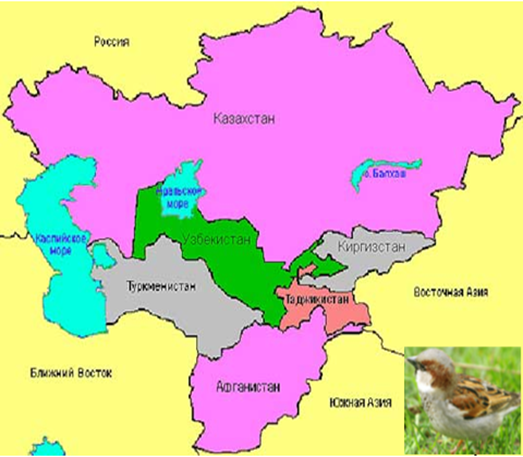 Россия
Казахстан
Аральское
море
о.Балхаш
Каспийское
море
Узбекистан
Киргизстан
Туркменистан
Таджикистан
Восточная Азия
Ближний Восток
Афганистан
Южная Азия